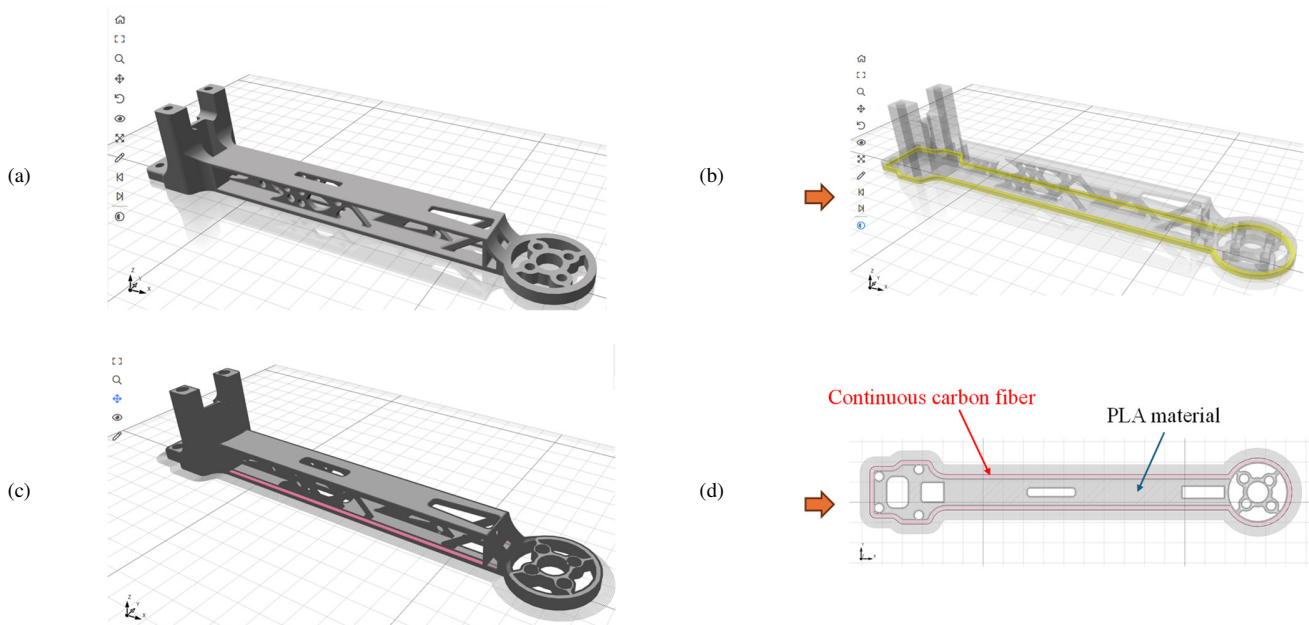 (a)
(b)
Z
Y
X
Z
Y
X
(c)
(d)
Continuous carbon fiber
PLA material
Z
Y
X
Y
X